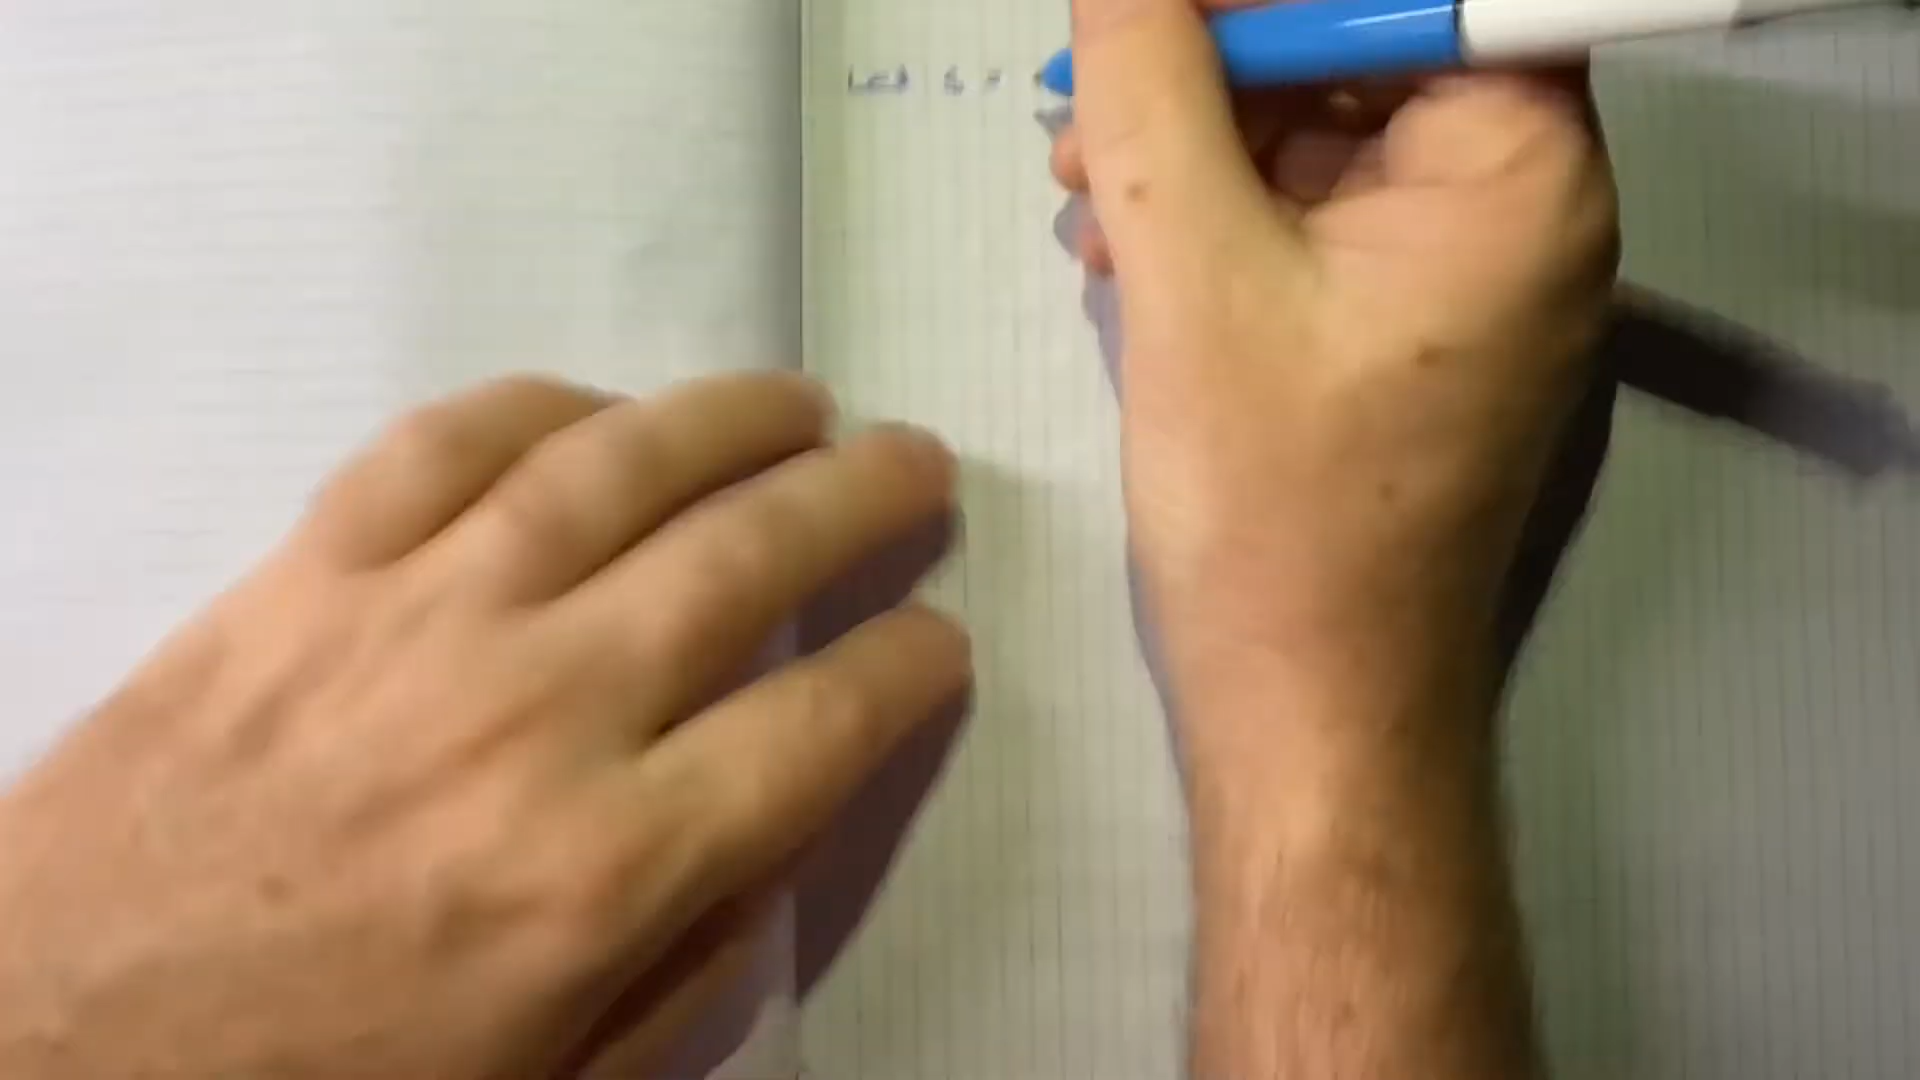 Let G =